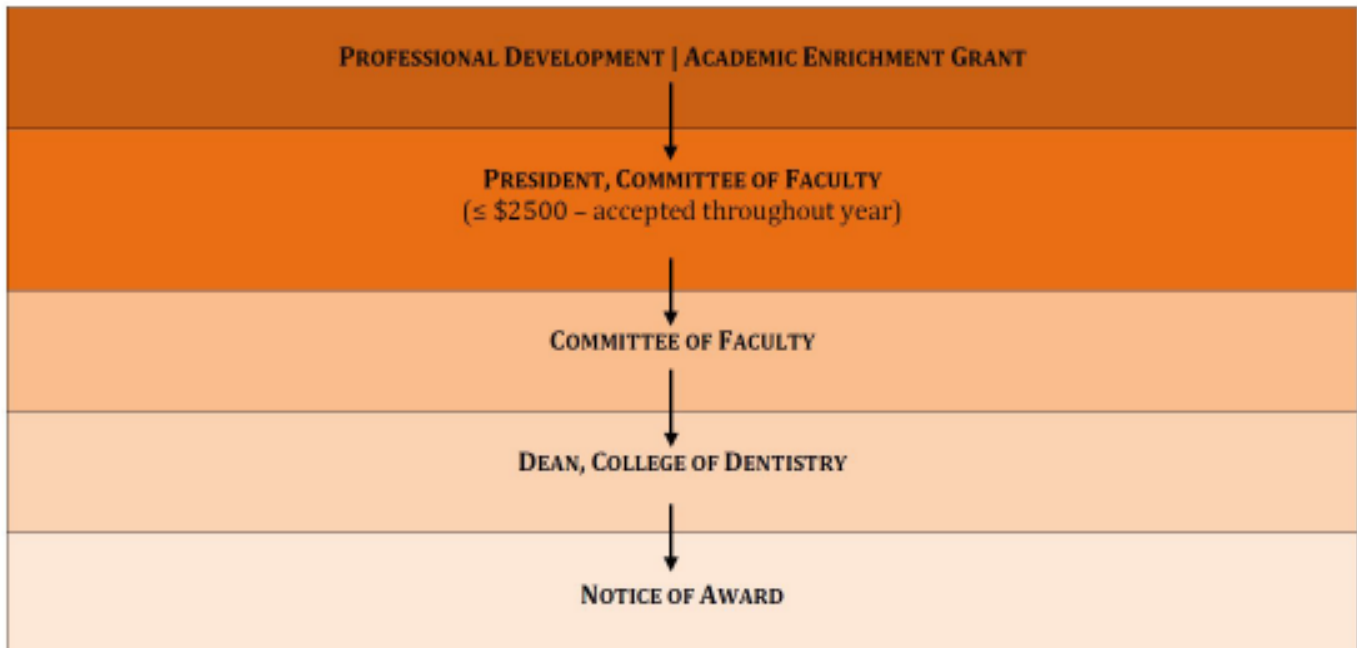 PROFESSIONAL DEVELOPMENT | ACADEMIC ENRICHMENT GRANT
PRESIDENT, COMMITTEE OF FACULTY
(≤ $2500 – accepted throughout year)
COMMITTEE OF FACULTY
DEAN, COLLEGE OF DENTISTRY
NOTICE OF AWARD